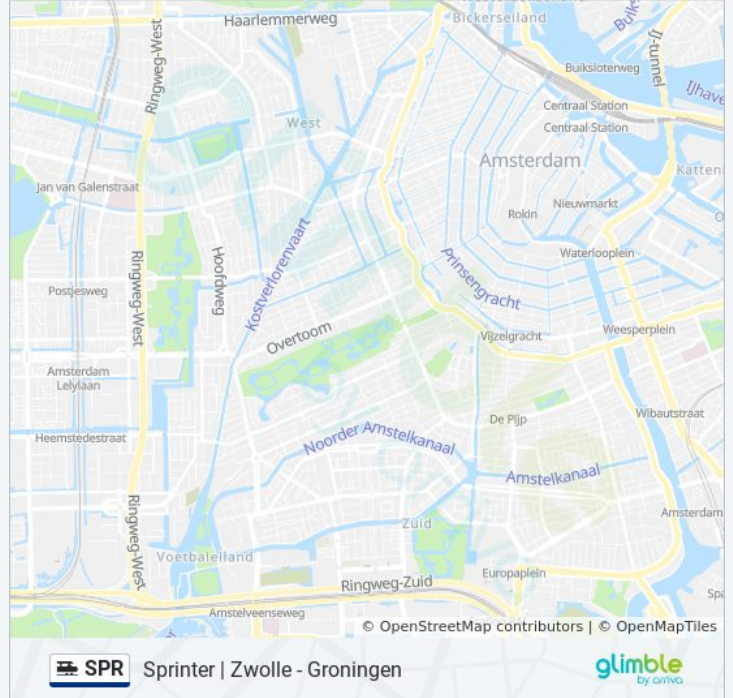 Haarlemmerweg
Bickerseiland
Ringweg-West
IJ-tunnel
Buiksloterweg
Centraal Station
Centraal Station
West
Amsterdam
Jan van Galenstraat
Rokin
Nieuwmarkt
Waterlooplein
Kostverlorenvaart
Hoofdweg
Ringweg-West
Postjesweg
Prinsengracht
Overtoom
Vijzelgracht
Weesperplein
Amsterdam
Lelylaan
De Pijp
Wibautstraat
Heemstedestraat
Noorder Amstelkanaal
Amstelkanaal
Ringweg-West
Amsterdam
Zuid
Voetbaleiland
Europaplein
Ringweg-Zuid
Amstelveenseweg
© OpenStreetMap contributors | © OpenMapTiles
SPR Sprinter | Zwolle - Groningen
glimble
by arriva